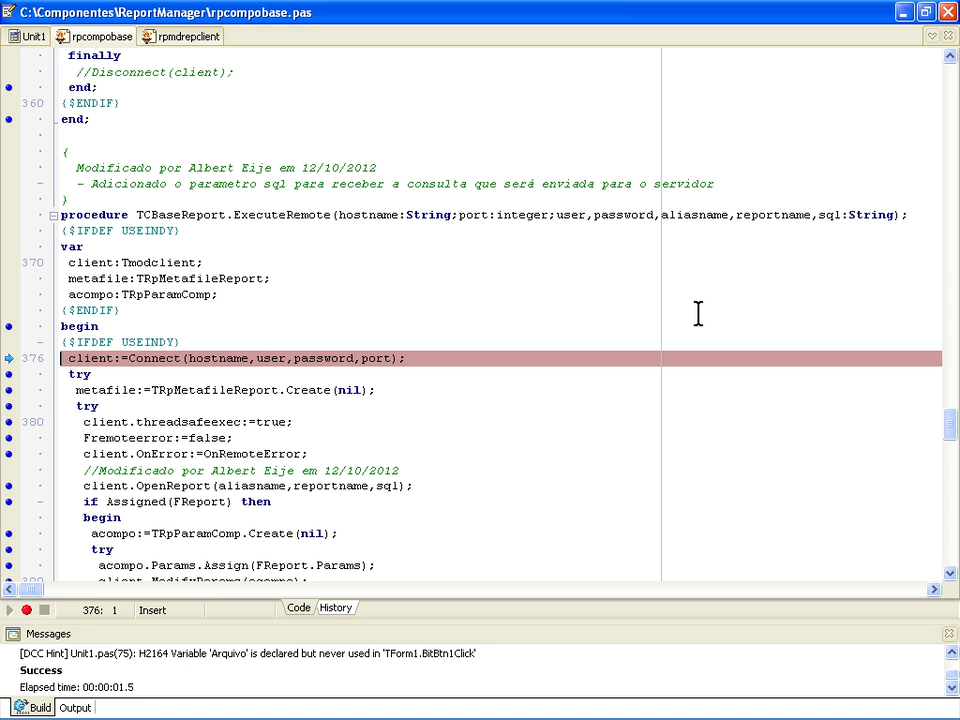 C:\Componentes\ReportManager\rpcompobase.pas
Unit1 rpcompobase rpmdrepclient
finally
//Disconnect(client);
end;
360 {$ENDIF}
end;
{
Modificado por Albert Eije em 12/10/2012
- Adicionado o parametro sql para receber a consulta que será enviada para o servidor
}
procedure TCBaseReport.ExecuteRemote(hostname:String;port:integer;user,password,aliasname,reportname,sql:String);
{$IFDEF USEINDY}
var
370 client:Tmodclient;
metafile:TRpMetafileReport;
acompo:TRpParamComp;
{$ENDIF}
begin
{$IFDEF USEINDY}
376 client:=Connect(hostname,user,password,port);
try
metafile:=TRpMetafileReport.Create(nil);
try
380 client.threadsafeexec:=true;
Fremoteerror:=false;
client.OnError:=OnRemoteError;
//Modificado por Albert Eije em 12/10/2012
client.OpenReport(aliasname,reportname,sql);
if Assigned(FReport) then
begin
acompo:=TRpParamComp.Create(nil);
try
acompo.Params.Assign(FReport.Params);
client.ModifyParams(acompo);
376: 1 Insert Code History
Messages
[DCC Hint] Unit1.pas(75): H2164 Variable 'Arquivo' is declared but never used in 'TForm1.BitBtn1Click'
Success
Elapsed time: 00:00:01.5
Build Output